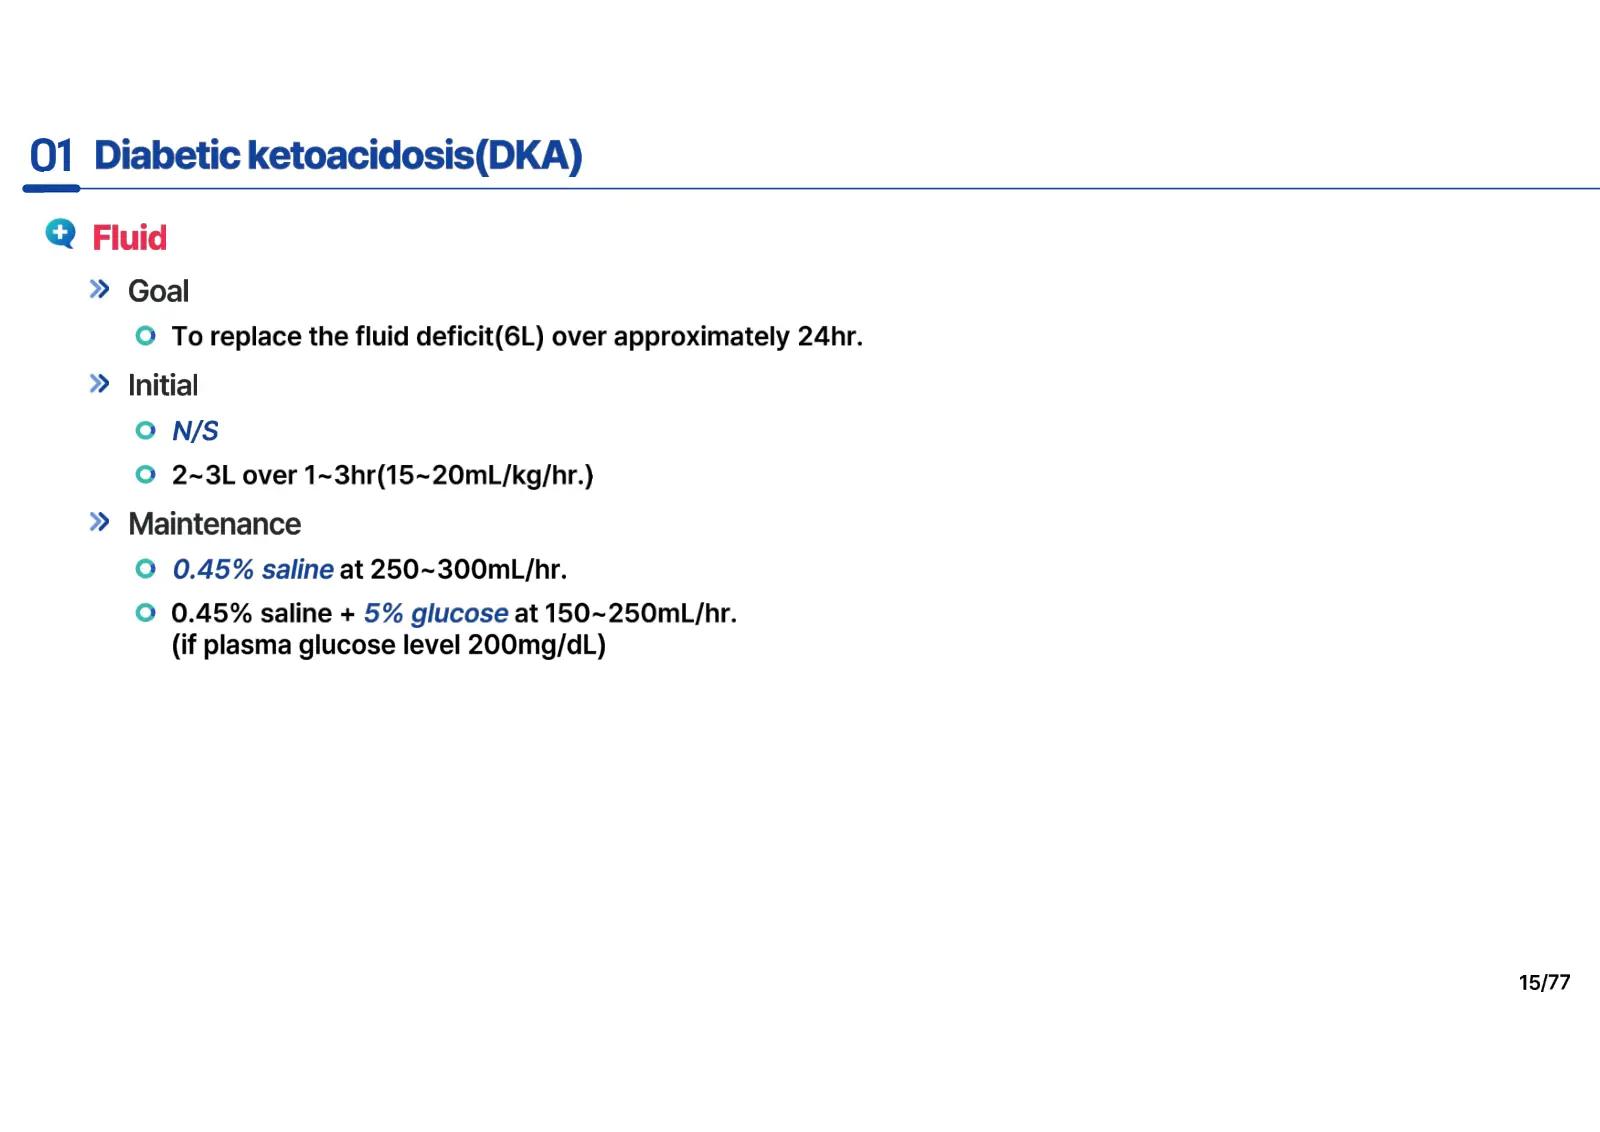 01 Diabetic ketoacidosis(DKA)
Fluid
Goal
To replace the fluid deficit(6L) over approximately 24hr.
Initial
N/S
2~3L over 1~3hr(15~20mL/kg/hr.)
Maintenance
0.45% saline at 250~300mL/hr.
0.45% saline + 5% glucose at 150~250mL/hr.
(if plasma glucose level 200mg/dL)
15/77